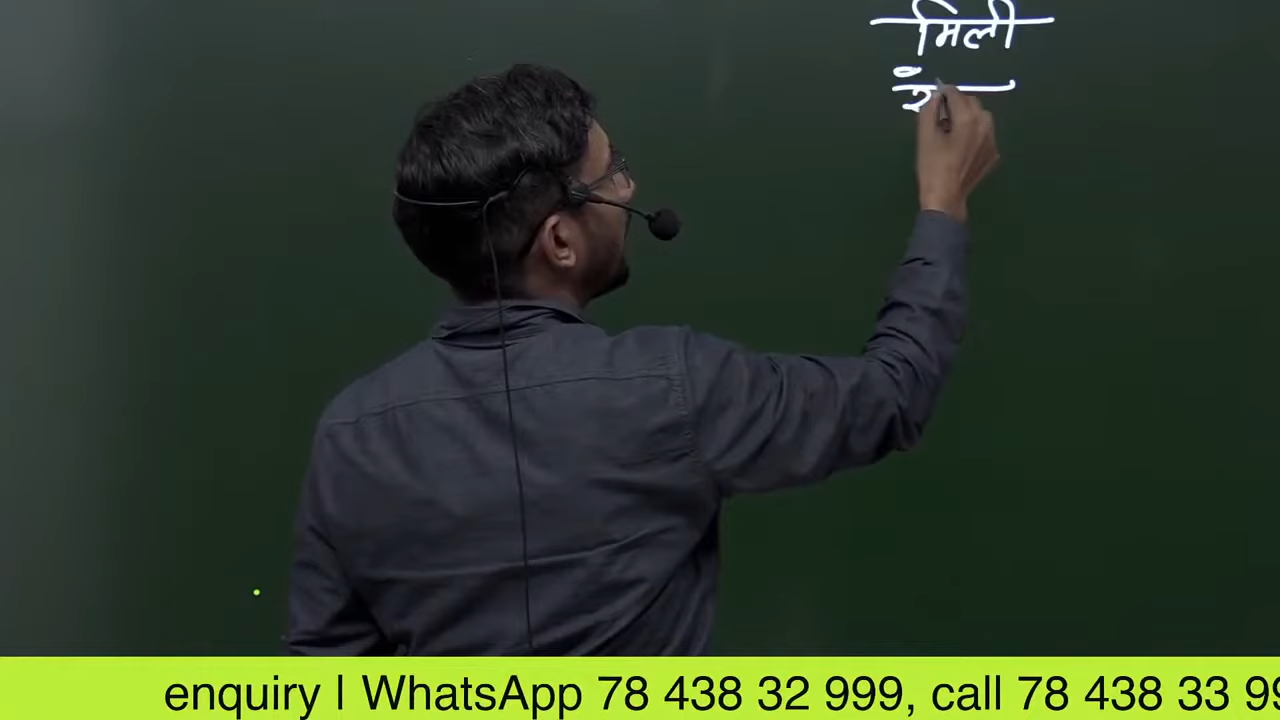 मिली
enquiry I WhatsApp 78 438 32 999, call 78 438 33 99